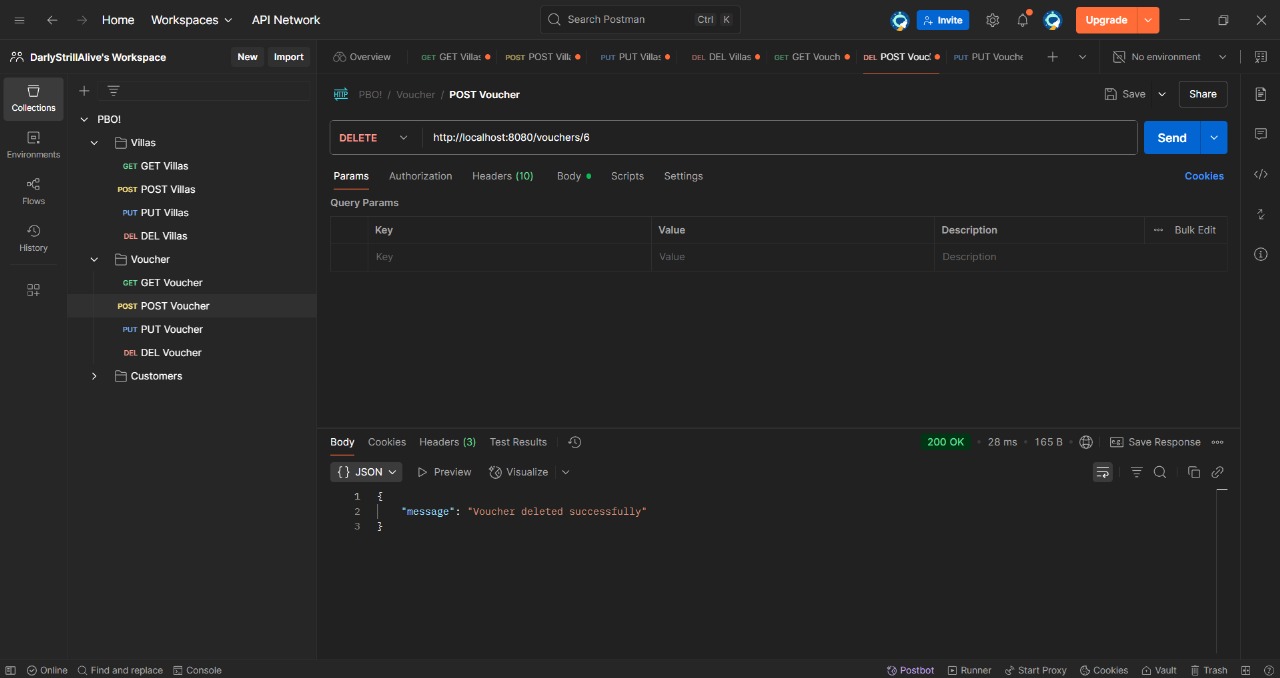 Home Workspaces API Network Search Postman Ctrl K Invite Upgrade
DarlyStrillAlive's Workspace New Import Overview GET GET Villas POST POST Villa PUT PUT Villas DEL DEL Villas GET GET Vouch DEL POST Vouc PUT PUT Vouche No environment
Collections
Environments
Flows
History
PBO!
Villas
GET GET Villas
POST POST Villas
PUT PUT Villas
DEL DEL Villas
Voucher
GET GET Voucher
POST POST Voucher
PUT PUT Voucher
DEL DEL Voucher
Customers
HTTP PBO! / Voucher / POST Voucher Save Share
DELETE http://localhost:8080/vouchers/6 Send
Params Authorization Headers (10) Body Scripts Settings Cookies
Query Params
Key Value Description Bulk Edit
Key Value Description
Body Cookies Headers (3) Test Results 200 OK 28 ms 165 B Save Response
{} JSON Preview Visualize
1 {
2 "message": "Voucher deleted successfully"
3 }
Online Find and replace Console Postbot Runner Start Proxy Cookies Vault Trash